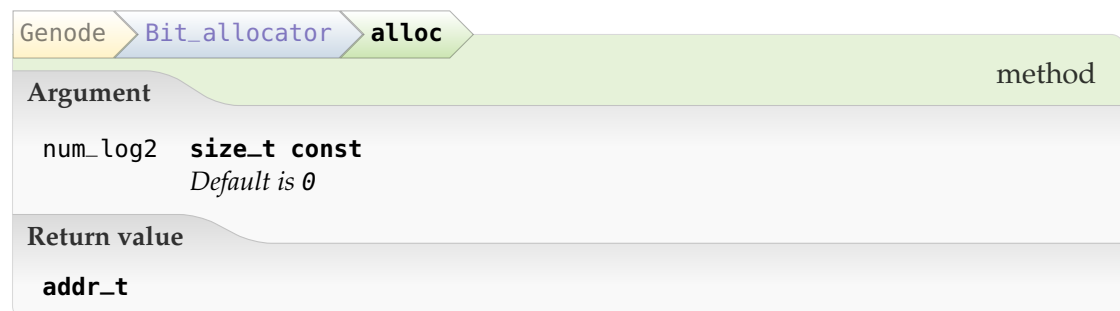 Genode Bit_allocator alloc
method
Argument
num_log2 size_t const
Default is 0
Return value
addr_t